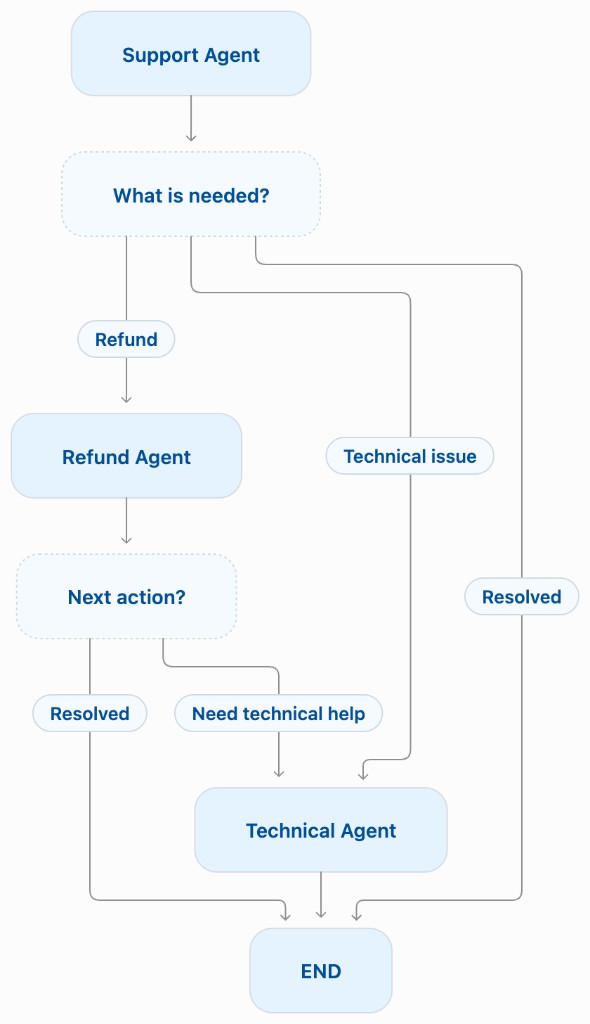 Support Agent
What is needed?
Refund
Refund Agent
Technical issue
Next action?
Resolved
Resolved
Need technical help
Technical Agent
END